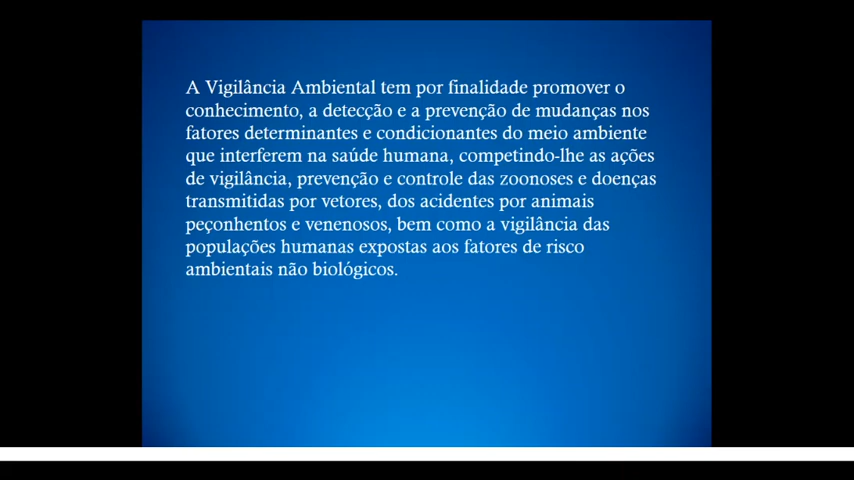 A Vigilância Ambiental tem por finalidade promover o
conhecimento, a detecção e a prevenção de mudanças nos
fatores determinantes e condicionantes do meio ambiente
que interferem na saúde humana, competindo-lhe as ações
de vigilância, prevenção e controle das zoonoses e doenças
transmitidas por vetores, dos acidentes por animais
peçonhentos e venenosos, bem como a vigilância das
populações humanas expostas aos fatores de risco
ambientais não biológicos.